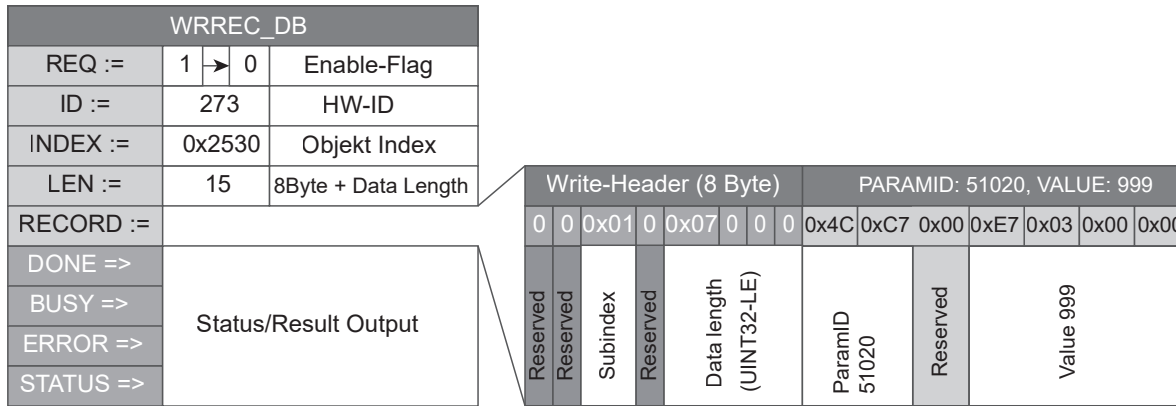 WRREC_DB
REQ := 1 → 0 Enable-Flag
ID := 273 HW-ID
INDEX := 0x2530 Objekt Index
LEN := 15 8Byte + Data Length
RECORD :=
DONE =>
BUSY =>
ERROR =>
STATUS =>
Status/Result Output
Write-Header (8 Byte) PARAMID: 51020, VALUE: 999
0 0 0x01 0 0x07 0 0 0 0x4C 0xC7 0x00 0xE7 0x03 0x00 0x00
Reserved
Reserved
Subindex
Reserved
Data length
(UINT32-LE)
ParamID
51020
Reserved
Value 999